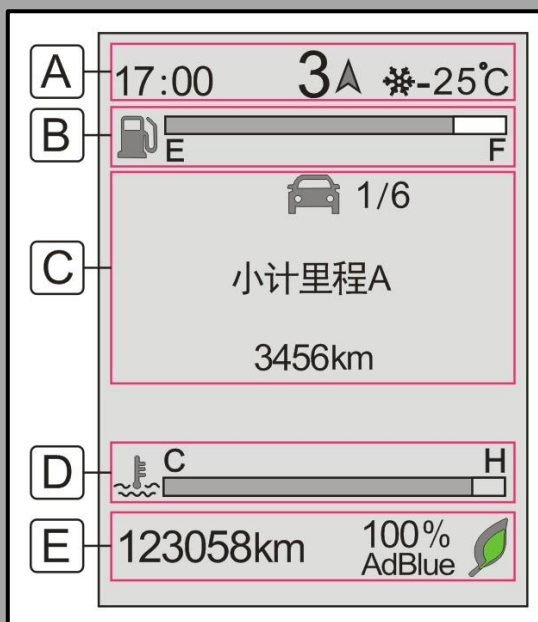 A
17:00 3 -25℃
B
E F
C
1/6
小计里程A
3456km
D
C H
E
123058km 100% AdBlue